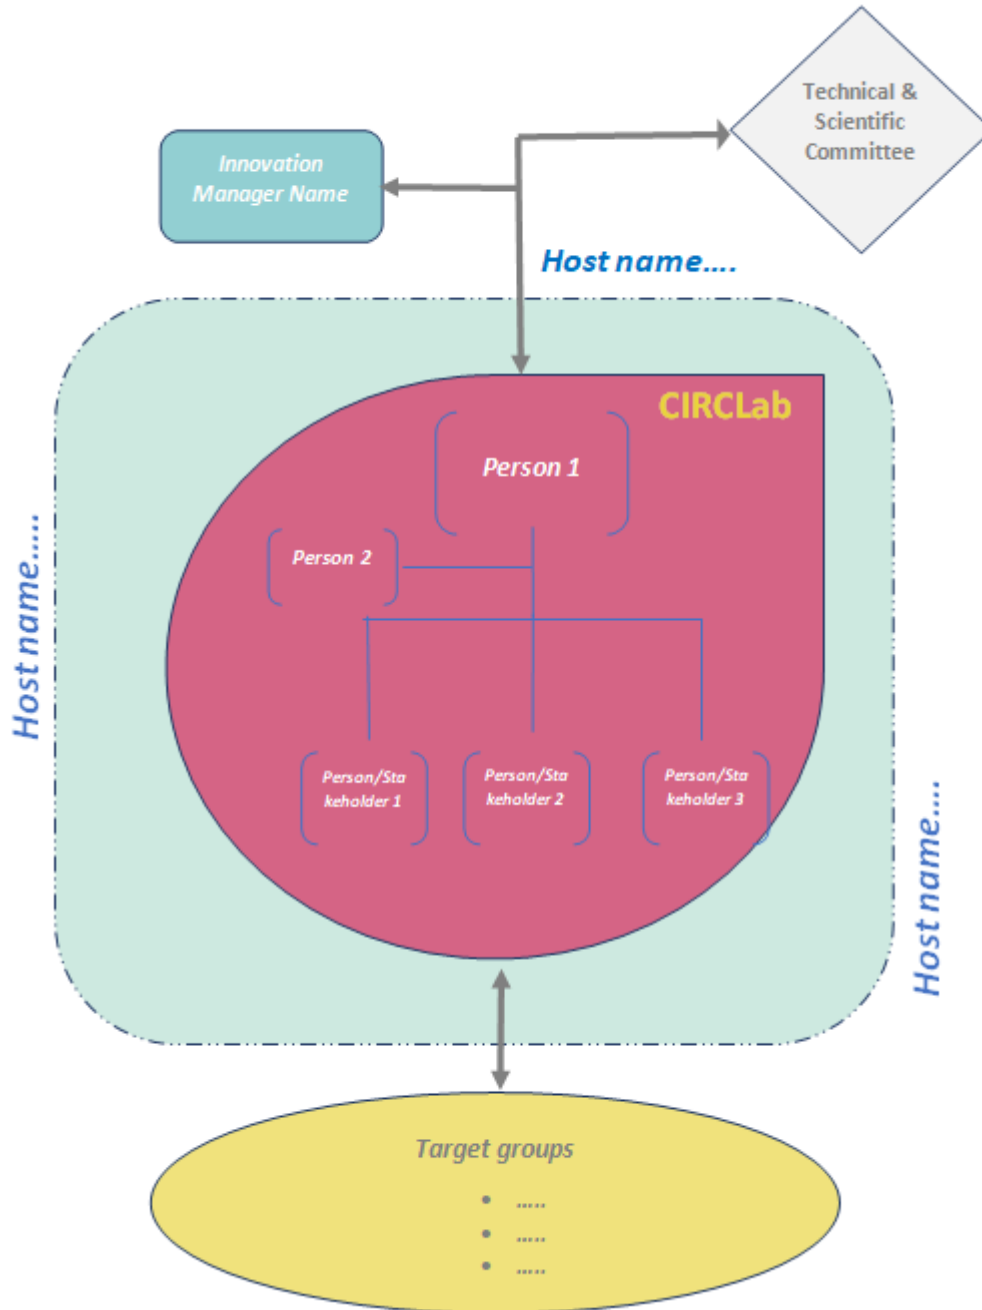 Technical &
Scientific
Committee
Innovation
Manager Name
Host name....
CIRCLab
Person 1
Person 2
Host name.....
Person/Sta
keholder 1
Person/Sta
keholder 2
Person/Sta
keholder 3
Host name....
Target groups
• .....
• .....
• .....